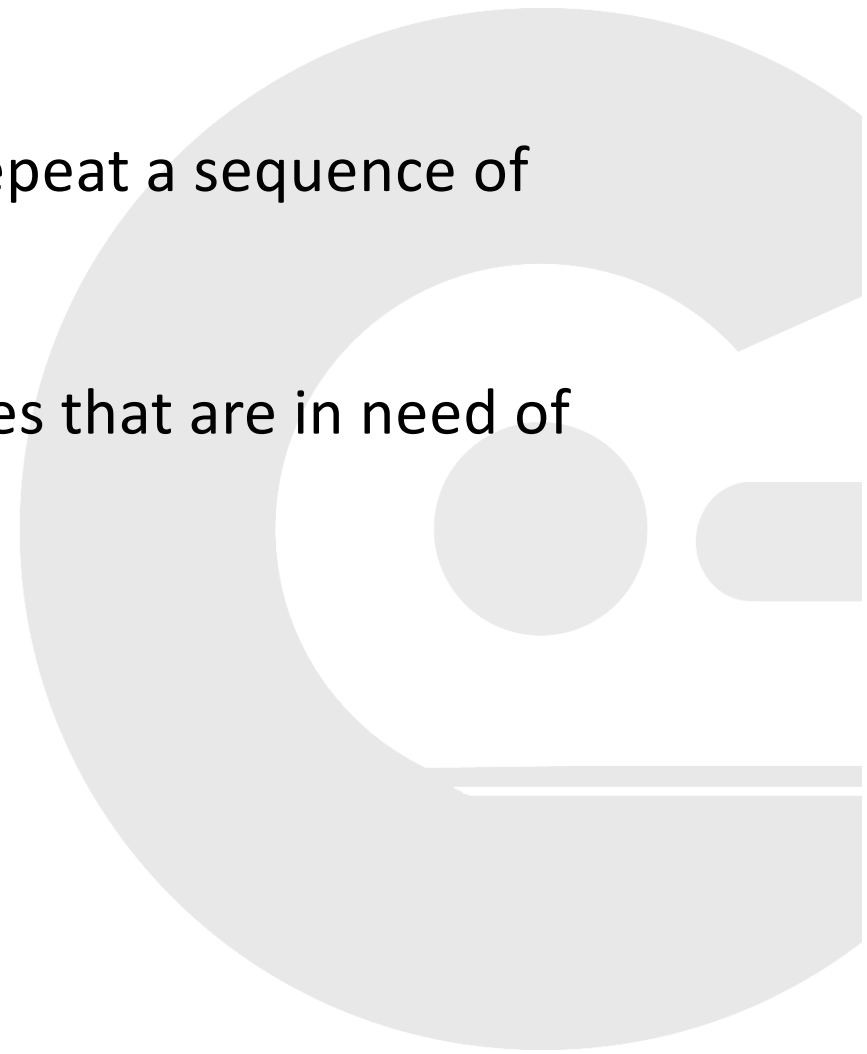 epeat a sequence of
es that are in need of